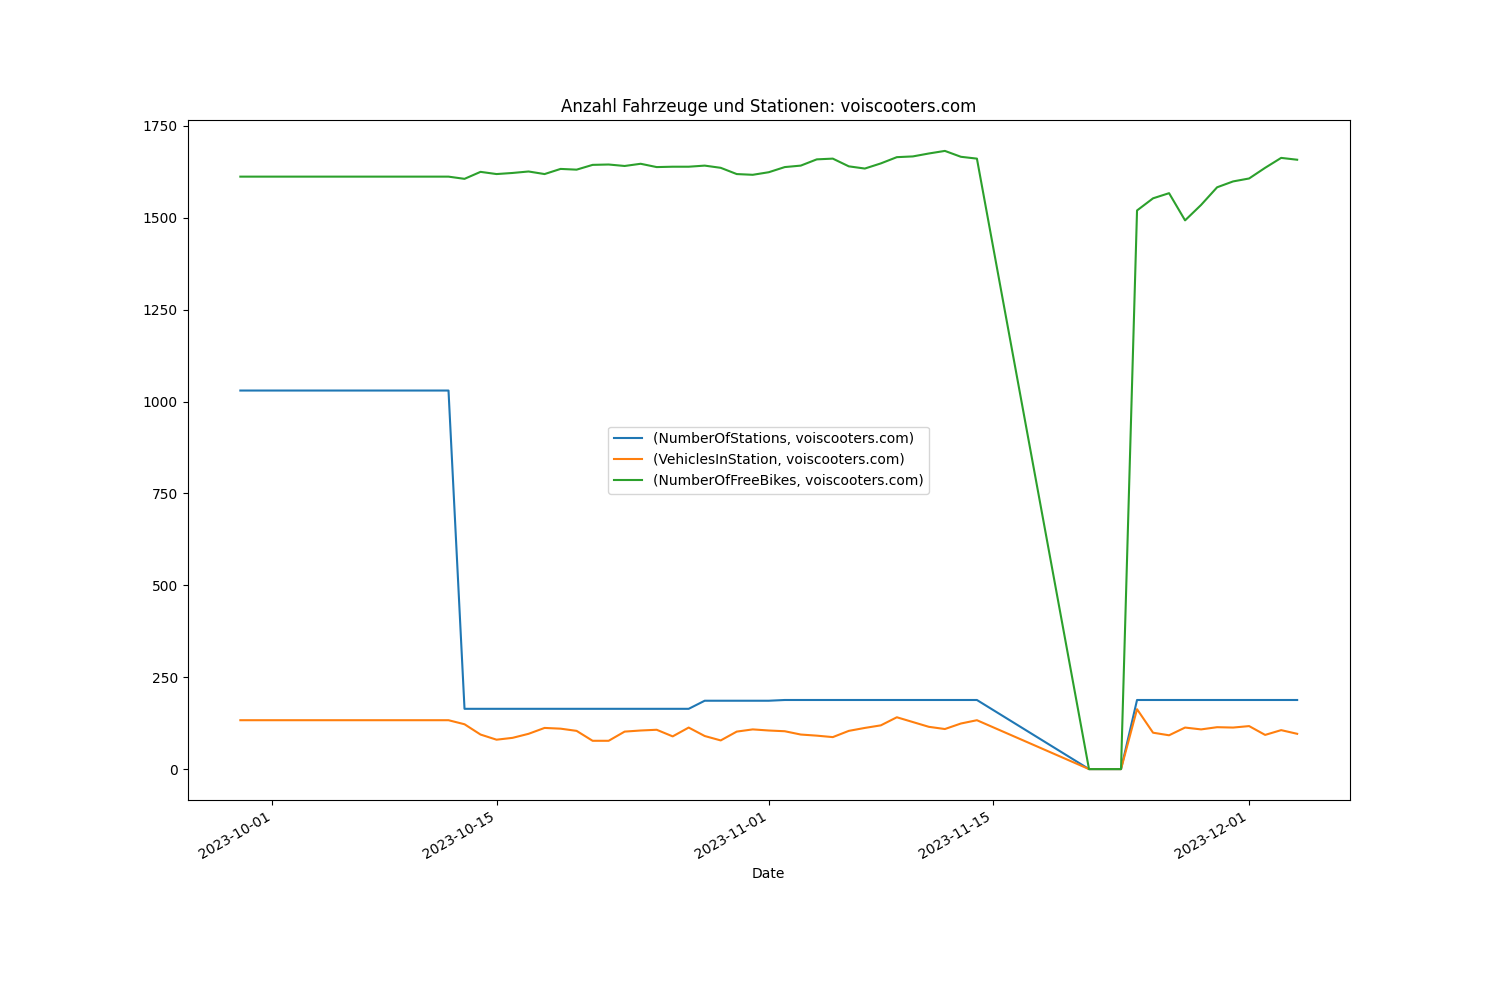 Anzahl Fahrzeuge und Stationen: voiscooters.com
1750
1500
1250
1000
750
500
250
0
(NumberOfStations, voiscooters.com)
(VehiclesInStation, voiscooters.com)
(NumberOfFreeBikes, voiscooters.com)
2023-10-01
2023-10-15
2023-11-01
2023-11-15
2023-12-01
Date